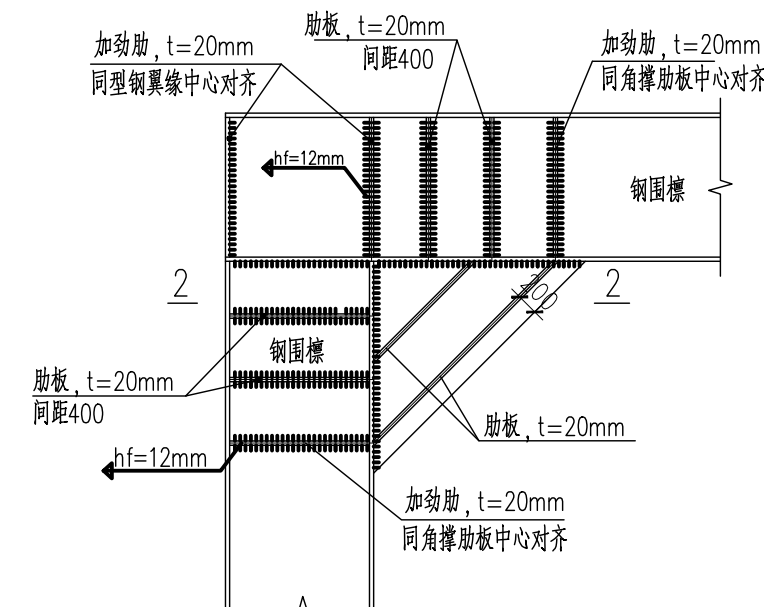 加劲肋，t=20mm
同型钢翼缘中心对齐
肋板，t=20mm
间距400
加劲肋，t=20mm
同角撑肋板中心对齐
hf=12mm
钢围檩
2
2
200
钢围檩
肋板，t=20mm
间距400
肋板，t=20mm
hf=12mm
加劲肋，t=20mm
同角撑肋板中心对齐